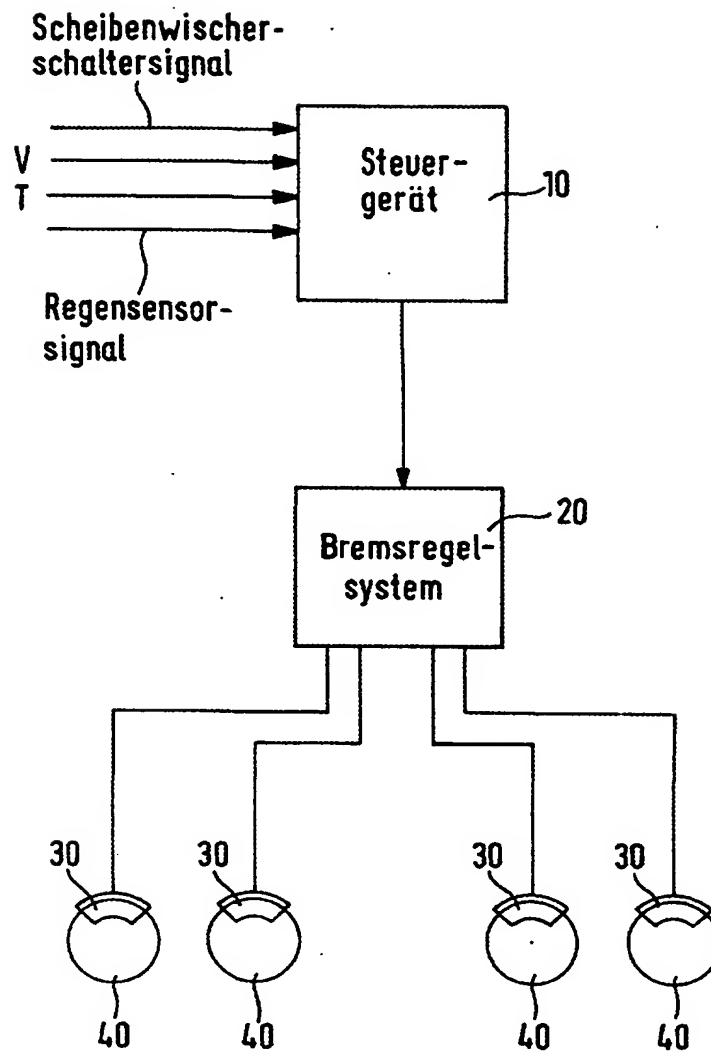 Scheibenwischer-
schaltersignal
V
T
Regensensor-
signal
Steuer-
gerät
10
Bremsregel-
system
20
30
30
30
30
40
40
40
40